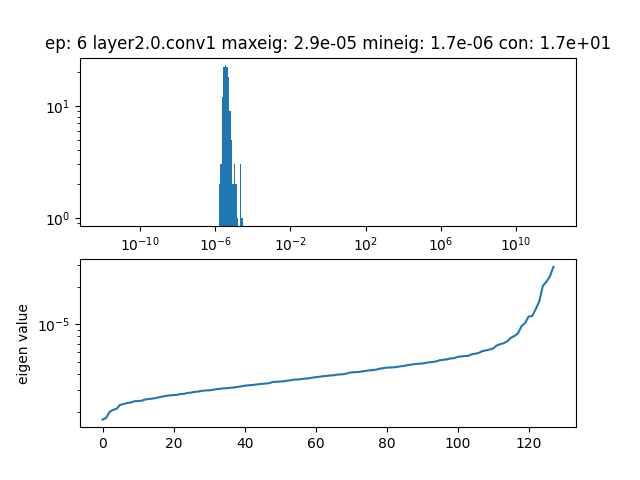 ep: 6 layer2.0.conv1 maxeig: 2.9e-05 mineig: 1.7e-06 con: 1.7e+01
10¹
10⁰
10⁻¹⁰ 10⁻⁶ 10⁻² 10² 10⁶ 10¹⁰
eigen value
10⁻⁵
0 20 40 60 80 100 120